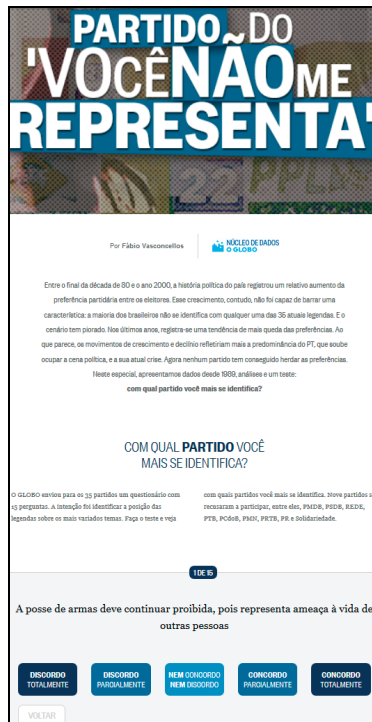 PARTIDO DO
'VOCÊ NÃO ME
REPRESENTA'
22 PPL
Por Fábio Vasconcellos
NÚCLEO DE DADOS
O GLOBO
Entre o final da década de 80 e o ano 2000, a história política do país registrou um relativo aumento da
preferência partidária entre os eleitores. Esse crescimento, contudo, não foi capaz de barrar uma
característica: a maioria dos brasileiros não se identifica com qualquer uma das 35 atuais legendas. E o
cenário tem piorado. Nos últimos anos, registra-se uma tendência de mais queda das preferências. Ao
que parece, os movimentos de crescimento e declínio refletiriam mais a predominância do PT, que soube
ocupar a cena política, e a sua atual crise. Agora nenhum partido tem conseguido herdar as preferências.
Neste especial, apresentamos dados desde 1989, análises e um teste:
com qual partido você mais se identifica?
COM QUAL PARTIDO VOCÊ
MAIS SE IDENTIFICA?
O GLOBO enviou para os 35 partidos um questionário com
15 perguntas. A intenção foi identificar a posição das
legendas sobre os mais variados temas. Faça o teste e veja
com quais partidos você mais se identifica. Nove partidos s
recusaram a participar, entre eles, PMDB, PSDB, REDE,
PTB, PCdoB, PMN, PRTB, PR e Solidariedade.
1 DE 15
A posse de armas deve continuar proibida, pois representa ameaça à vida de
outras pessoas
DISCORDO
TOTALMENTE
DISCORDO
PARCIALMENTE
NEM CONCORDO
NEM DISCORDO
CONCORDO
PARCIALMENTE
CONCORDO
TOTALMENTE
VOLTAR